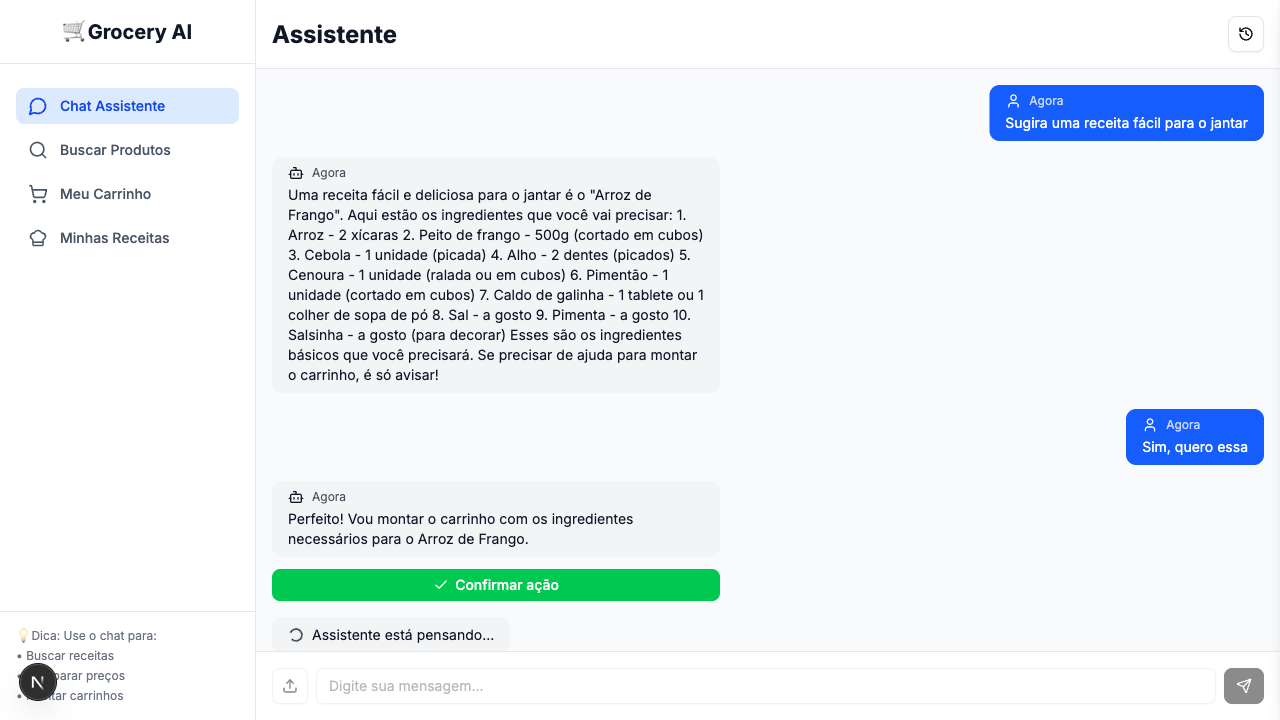 🛒Grocery AI
Chat Assistente
Buscar Produtos
Meu Carrinho
Minhas Receitas
💡Dica: Use o chat para:
• Buscar receitas
parar preços
tar carrinhos
N
Assistente
Agora
Sugira uma receita fácil para o jantar
Agora
Uma receita fácil e deliciosa para o jantar é o "Arroz de
Frango". Aqui estão os ingredientes que você vai precisar: 1.
Arroz - 2 xícaras 2. Peito de frango - 500g (cortado em cubos)
3. Cebola - 1 unidade (picada) 4. Alho - 2 dentes (picados) 5.
Cenoura - 1 unidade (ralada ou em cubos) 6. Pimentão - 1
unidade (cortado em cubos) 7. Caldo de galinha - 1 tablete ou 1
colher de sopa de pó 8. Sal - a gosto 9. Pimenta - a gosto 10.
Salsinha - a gosto (para decorar) Esses são os ingredientes
básicos que você precisará. Se precisar de ajuda para montar
o carrinho, é só avisar!
Agora
Sim, quero essa
Agora
Perfeito! Vou montar o carrinho com os ingredientes
necessários para o Arroz de Frango.
Confirmar ação
Assistente está pensando...
Digite sua mensagem...